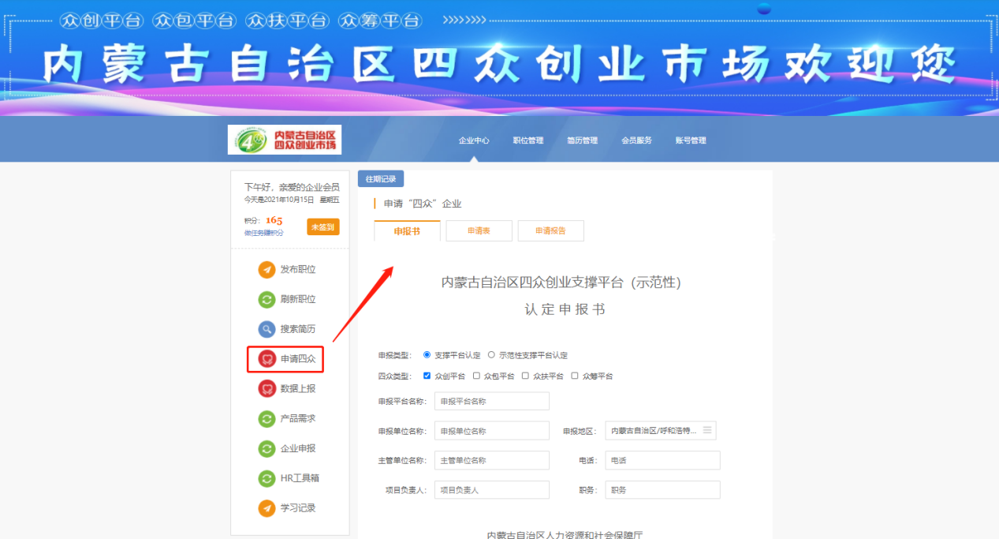 众创平台 众包平台 众扶平台 众筹平台 »»»»
内蒙古自治区四众创业市场欢迎您
4 内蒙古自治区
四众创业市场
企业中心 职位管理 简历管理 会员服务 账号管理
下午好，亲爱的企业会员
今天是2021年10月15日 星期五
积分： 165
做任务赚积分
未签到
发布职位
刷新职位
搜索简历
申请四众
数据上报
产品需求
企业申报
HR工具箱
学习记录
往期记录
申请“四众”企业
申报书 申请表 申请报告
内蒙古自治区四众创业支撑平台（示范性）
认定申报书
申报类型： 支撑平台认定 示范性支撑平台认定
四众类型： 众创平台 众包平台 众扶平台 众筹平台
申报平台名称： 申报平台名称
申报单位名称： 申报单位名称 申报地区： 内蒙古自治区/呼和浩特...
主管单位名称： 主管单位名称 电话： 电话
项目负责人： 项目负责人 职务： 职务
内蒙古自治区人力资源和社会保障厅